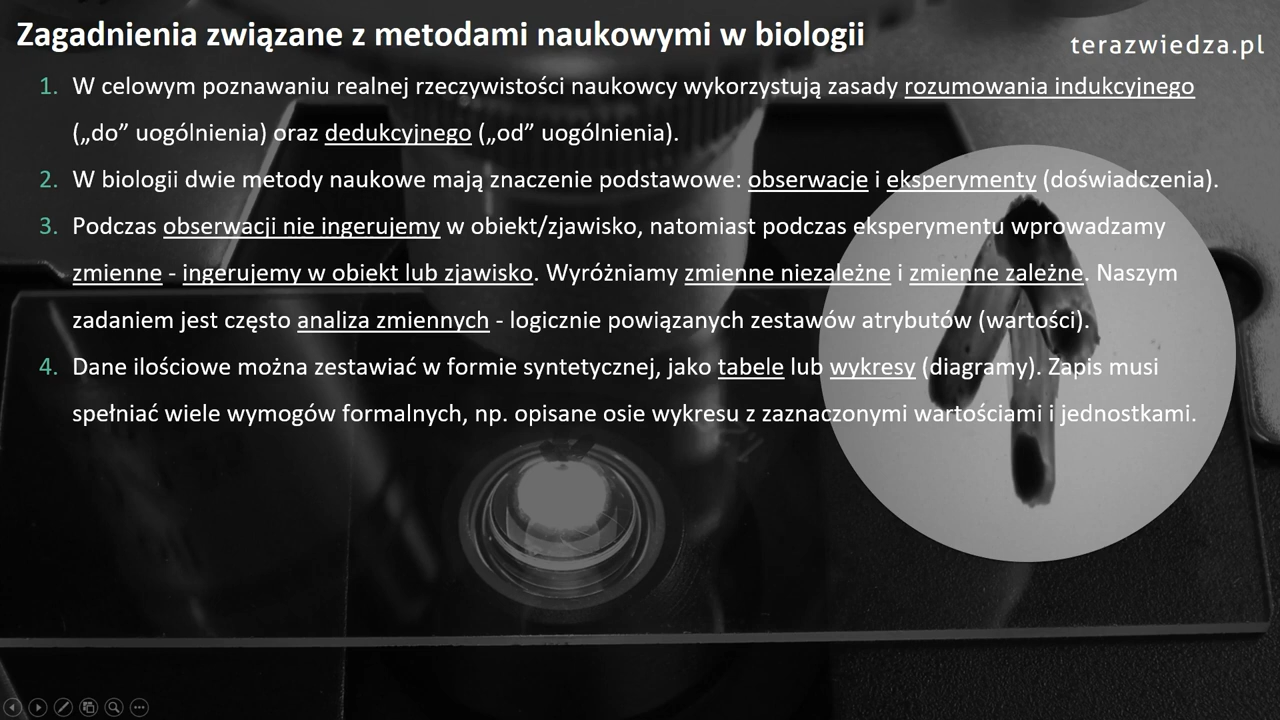 Zagadnienia związane z metodami naukowymi w biologii
terazwiedza.pl
1. W celowym poznawaniu realnej rzeczywistości naukowcy wykorzystują zasady rozumowania indukcyjnego
(„do” uogólnienia) oraz dedukcyjnego („od” uogólnienia).
2. W biologii dwie metody naukowe mają znaczenie podstawowe: obserwacje i eksperymenty (doświadczenia).
3. Podczas obserwacji nie ingerujemy w obiekt/zjawisko, natomiast podczas eksperymentu wprowadzamy
zmienne - ingerujemy w obiekt lub zjawisko. Wyróżniamy zmienne niezależne i zmienne zależne. Naszym
zadaniem jest często analiza zmiennych - logicznie powiązanych zestawów atrybutów (wartości).
4. Dane ilościowe można zestawiać w formie syntetycznej, jako tabele lub wykresy (diagramy). Zapis musi
spełniać wiele wymogów formalnych, np. opisane osie wykresu z zaznaczonymi wartościami i jednostkami.